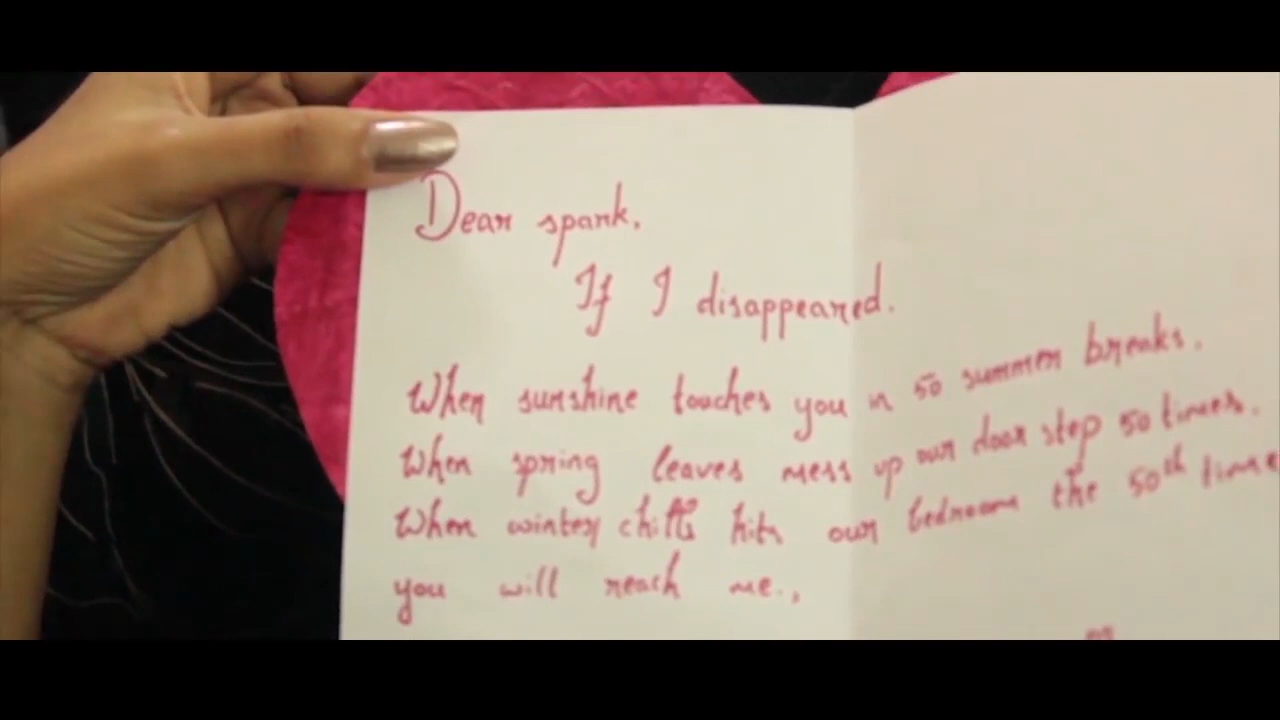 Dear spark.
If I disappeared.
When sunshine touches you in 50 summer breaks.
When spring leaves mess up our door step 50 times.
When winter chills hits our bedroom the 50th time
you will reach me.,